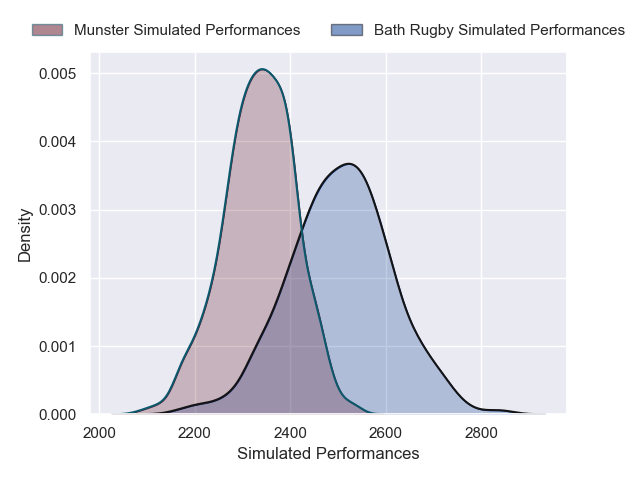 Munster Simulated Performances Bath Rugby Simulated Performances
0.005
0.004
0.003
0.002
0.001
0.000
Density
2000 2200 2400 2600 2800
Simulated Performances